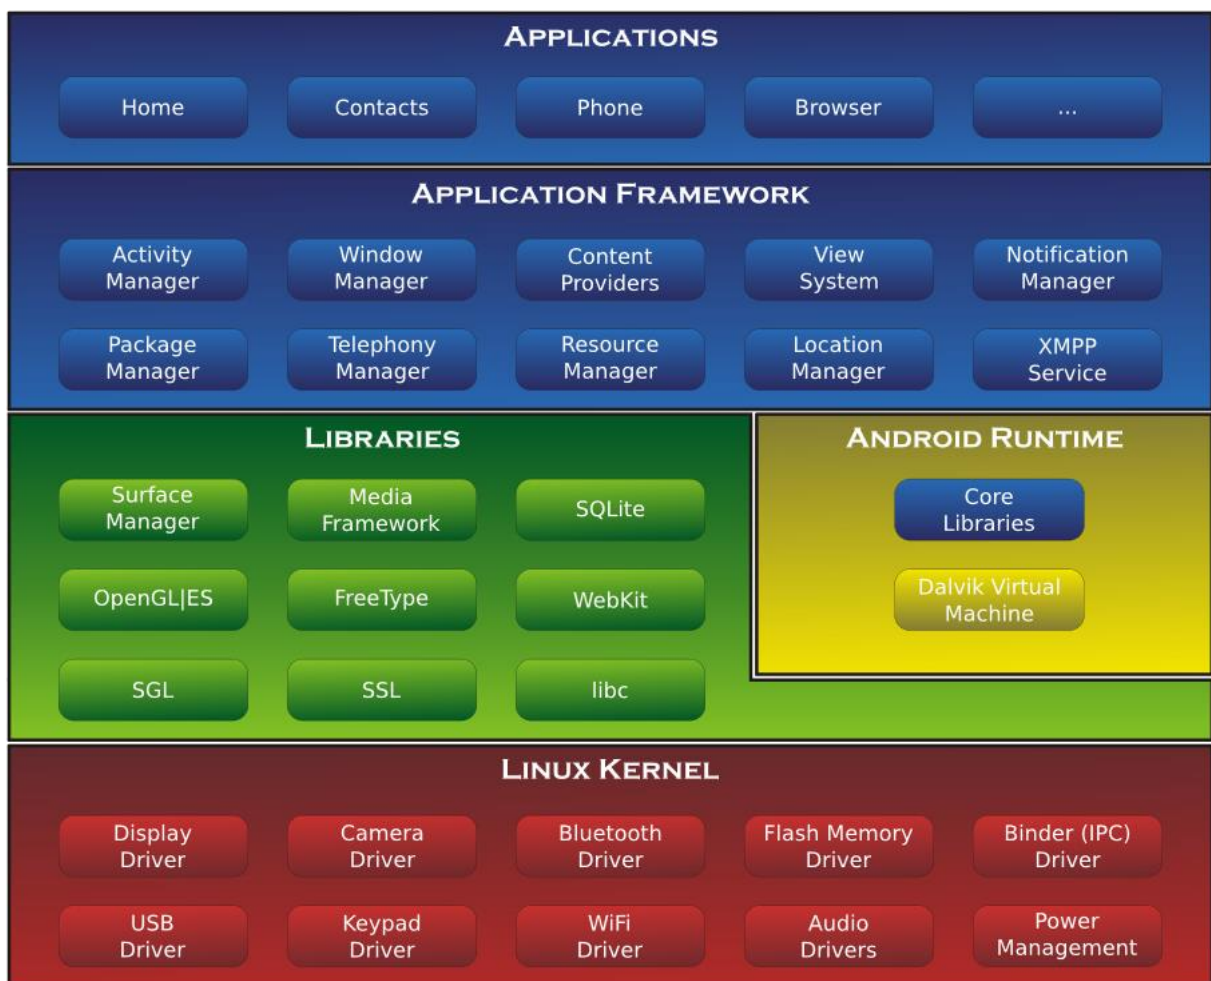 APPLICATIONS
Home
Contacts
Phone
Browser
...
APPLICATION FRAMEWORK
Activity
Manager
Window
Manager
Content
Providers
View
System
Notification
Manager
Package
Manager
Telephony
Manager
Resource
Manager
Location
Manager
XMPP
Service
LIBRARIES
Surface
Manager
Media
Framework
SQLite
OpenGL|ES
FreeType
WebKit
SGL
SSL
libc
ANDROID RUNTIME
Core
Libraries
Dalvik Virtual
Machine
LINUX KERNEL
Display
Driver
Camera
Driver
Bluetooth
Driver
Flash Memory
Driver
Binder (IPC)
Driver
USB
Driver
Keypad
Driver
WiFi
Driver
Audio
Drivers
Power
Management